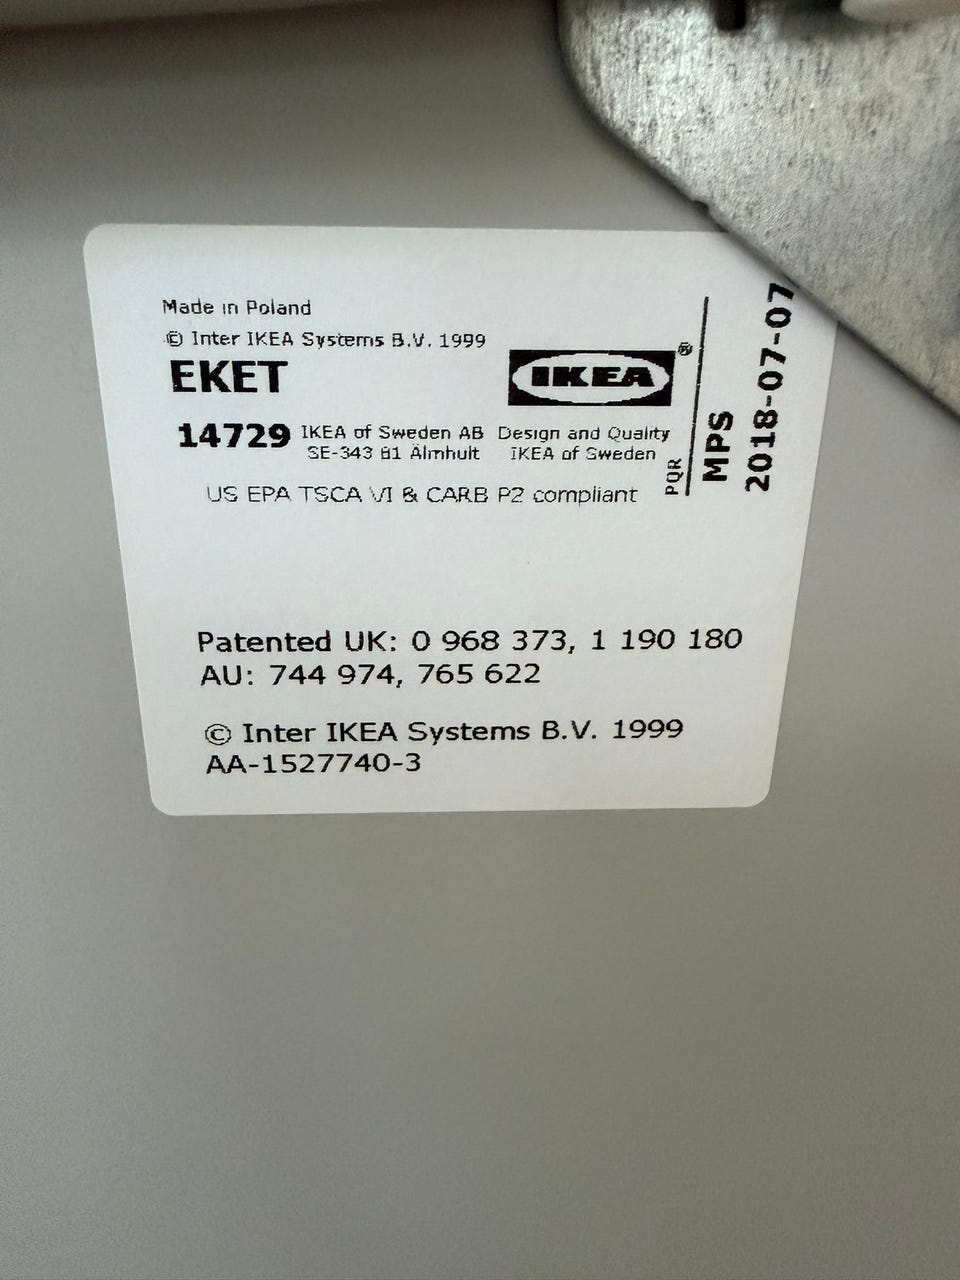 Made in Poland
© Inter IKEA Systems B.V. 1999
EKET
IKEA ®
14729 IKEA of Sweden AB Design and Quality
SE-343 81 Älmhult IKEA of Sweden
US EPA TSCA VI & CARB P2 compliant
PQR
MPS
2018-07-07
Patented UK: 0 968 373, 1 190 180
AU: 744 974, 765 622
© Inter IKEA Systems B.V. 1999
AA-1527740-3